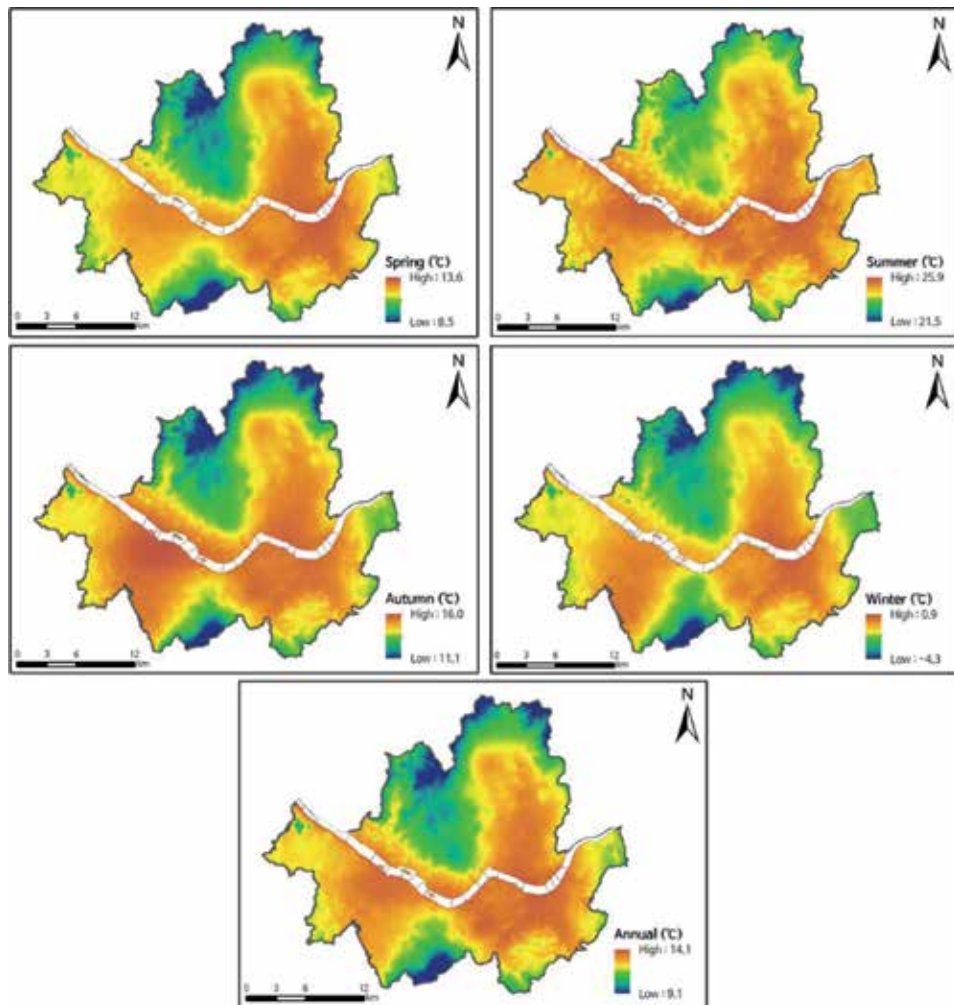 N
Spring (℃)
High : 13.6
Low : 8.5
0 3 6 12
km
N
Summer (℃)
High : 25.9
Low : 21.5
0 3 6 12
km
N
Autumn (℃)
High : 16.0
Low : 11.1
0 3 6 12
km
N
Winter (℃)
High : 0.9
Low : -4.3
0 3 6 12
km
N
Annual (℃)
High : 14.1
Low : 9.1
0 3 6 12
km